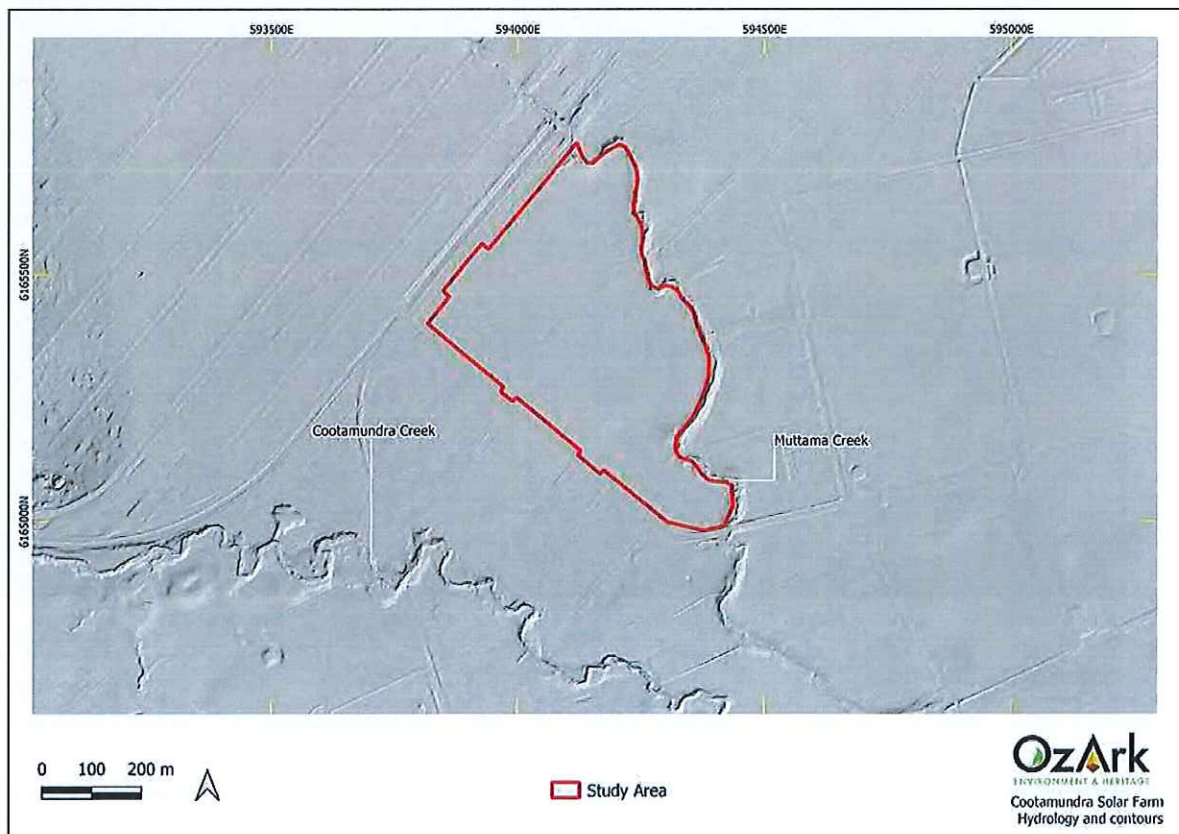 593500E
594000E
594500E
595000E
6165500N
Cootamundra Creek
Muttama Creek
6165000N
0 100 200 m
Study Area
OzArk
ENVIRONMENT & HERITAGE
Cootamundra Solar Farm
Hydrology and contours